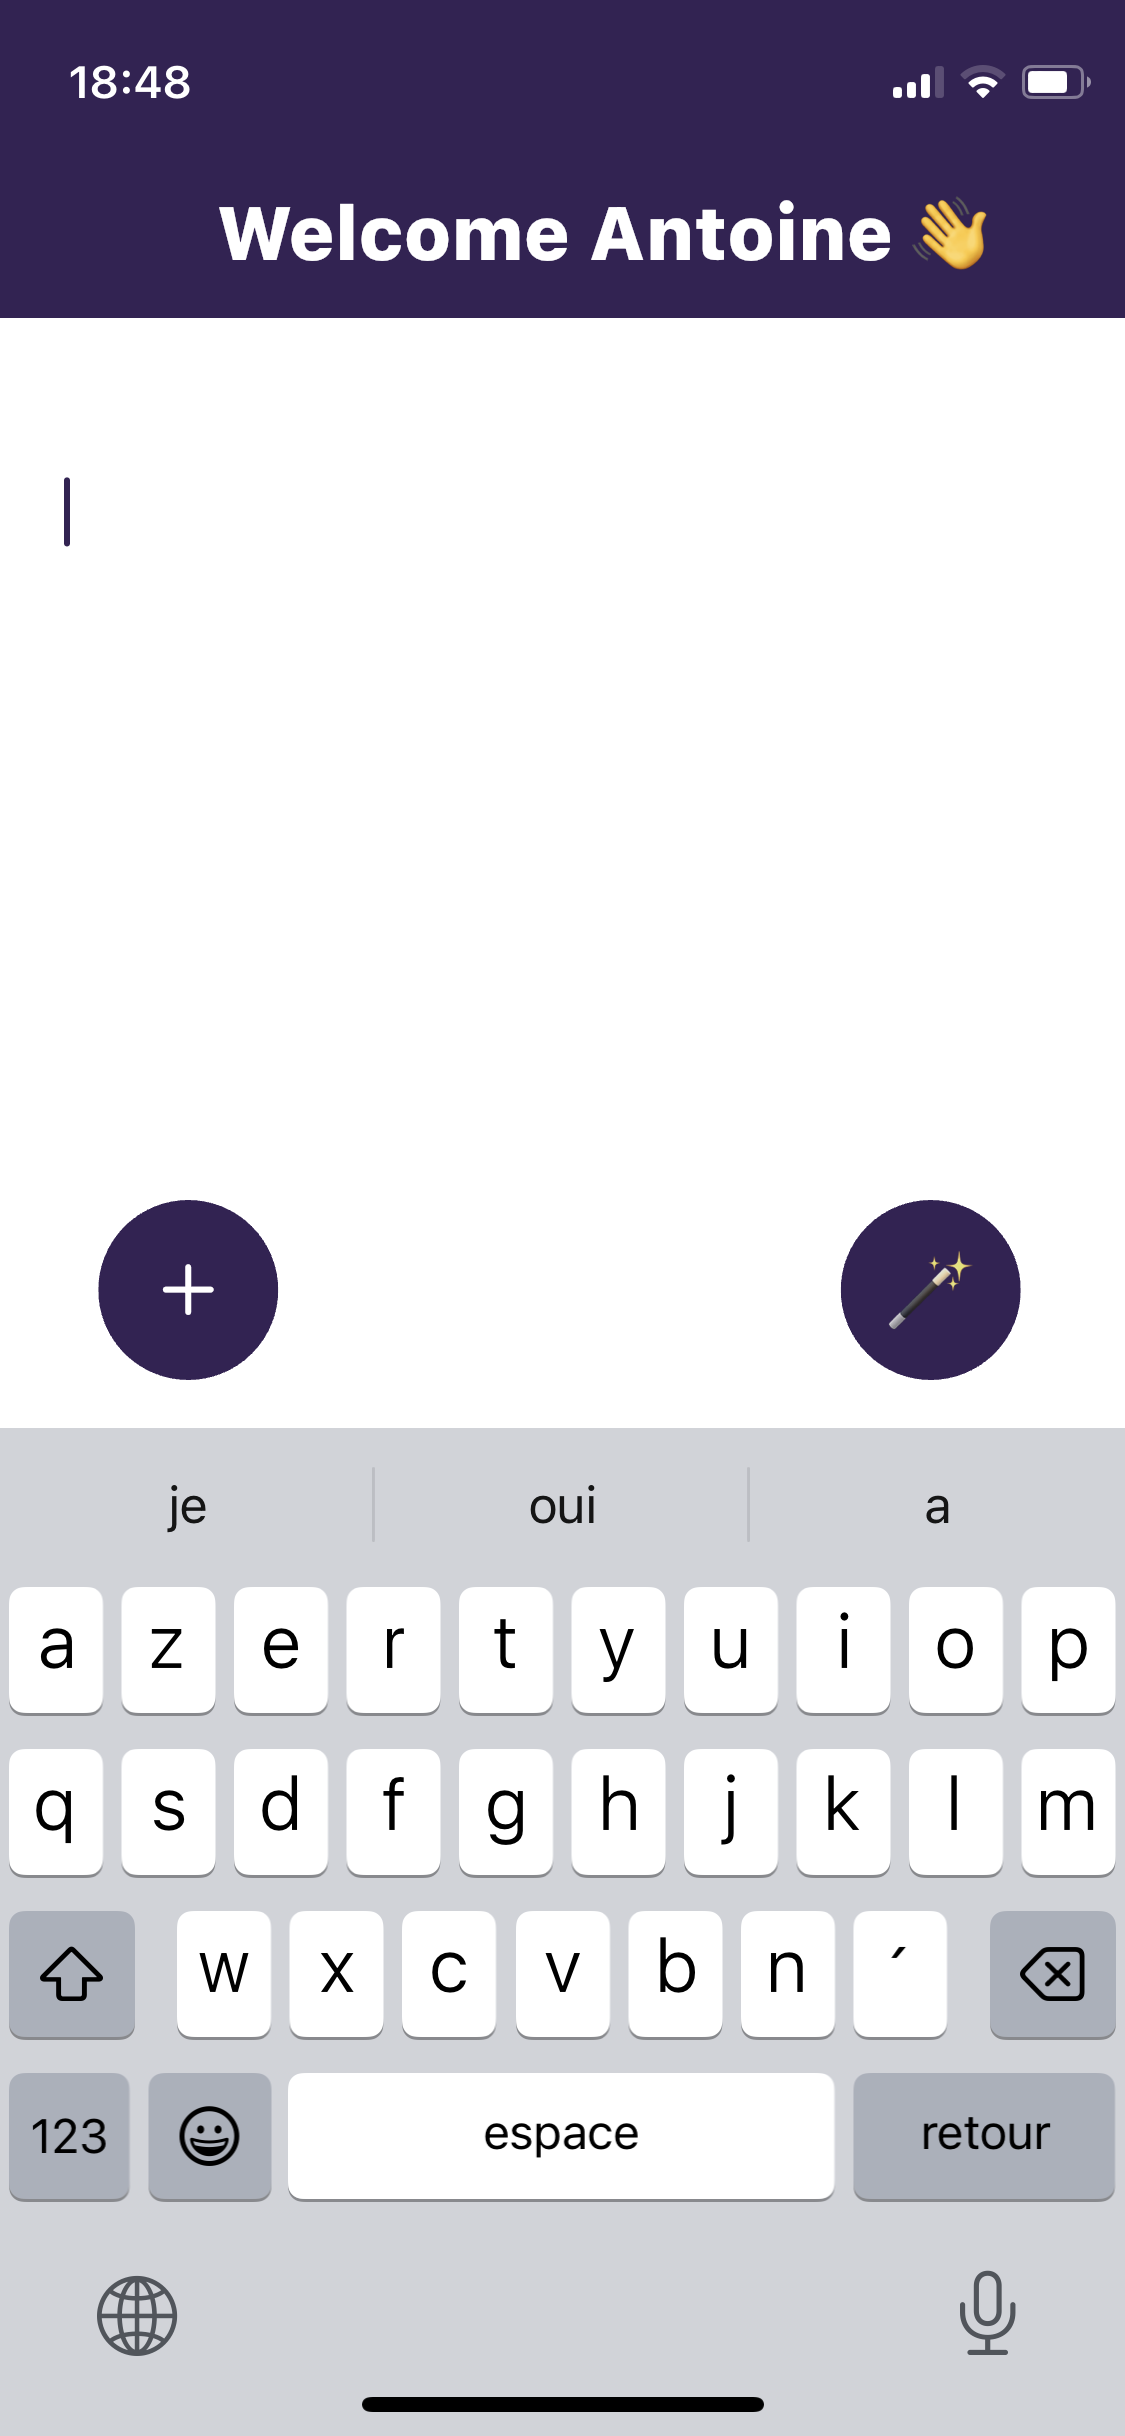 18:48
Welcome Antoine 👋
je oui a
a z e r t y u i o p
q s d f g h j k l m
w x c v b n ´
123 espace retour